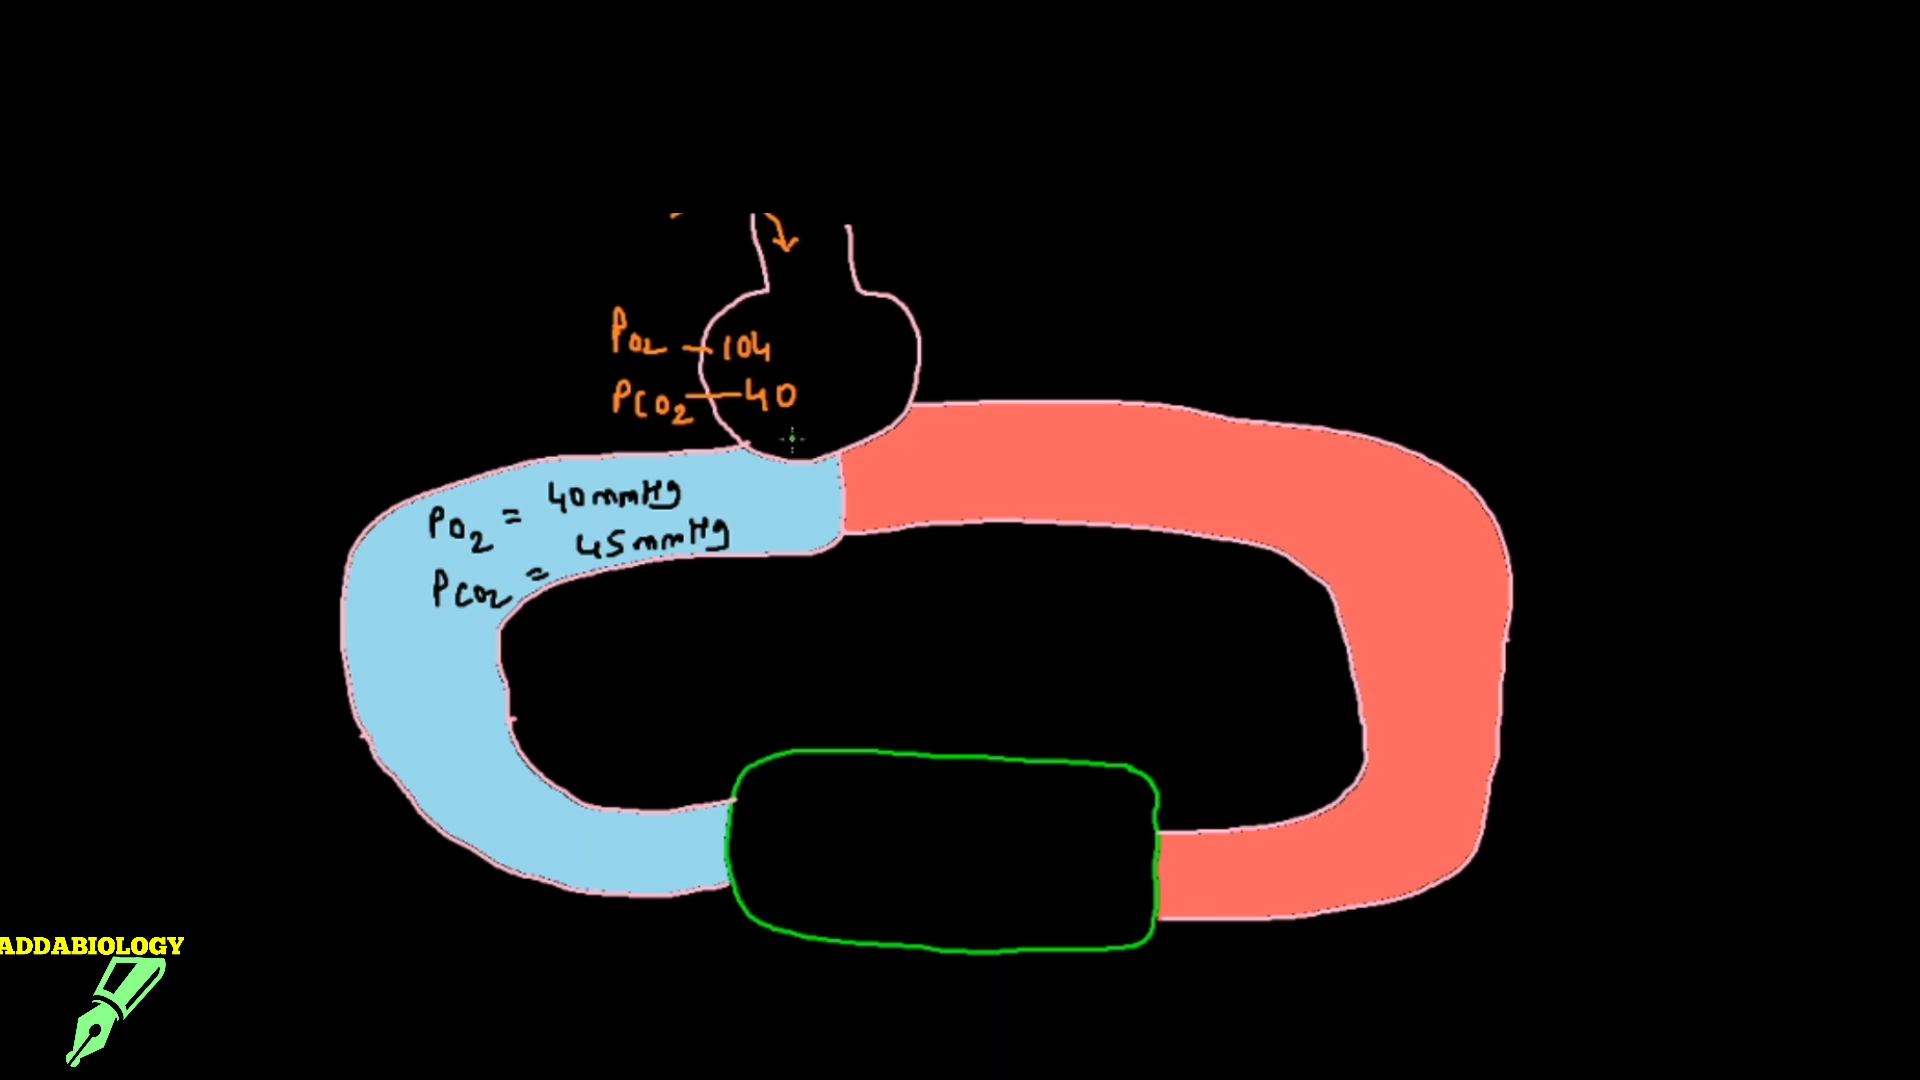 PO2 — 104
PCO2 — 40
PO2 = 40mmHg
PCO2 = 45mmHg
ADDABIOLOGY